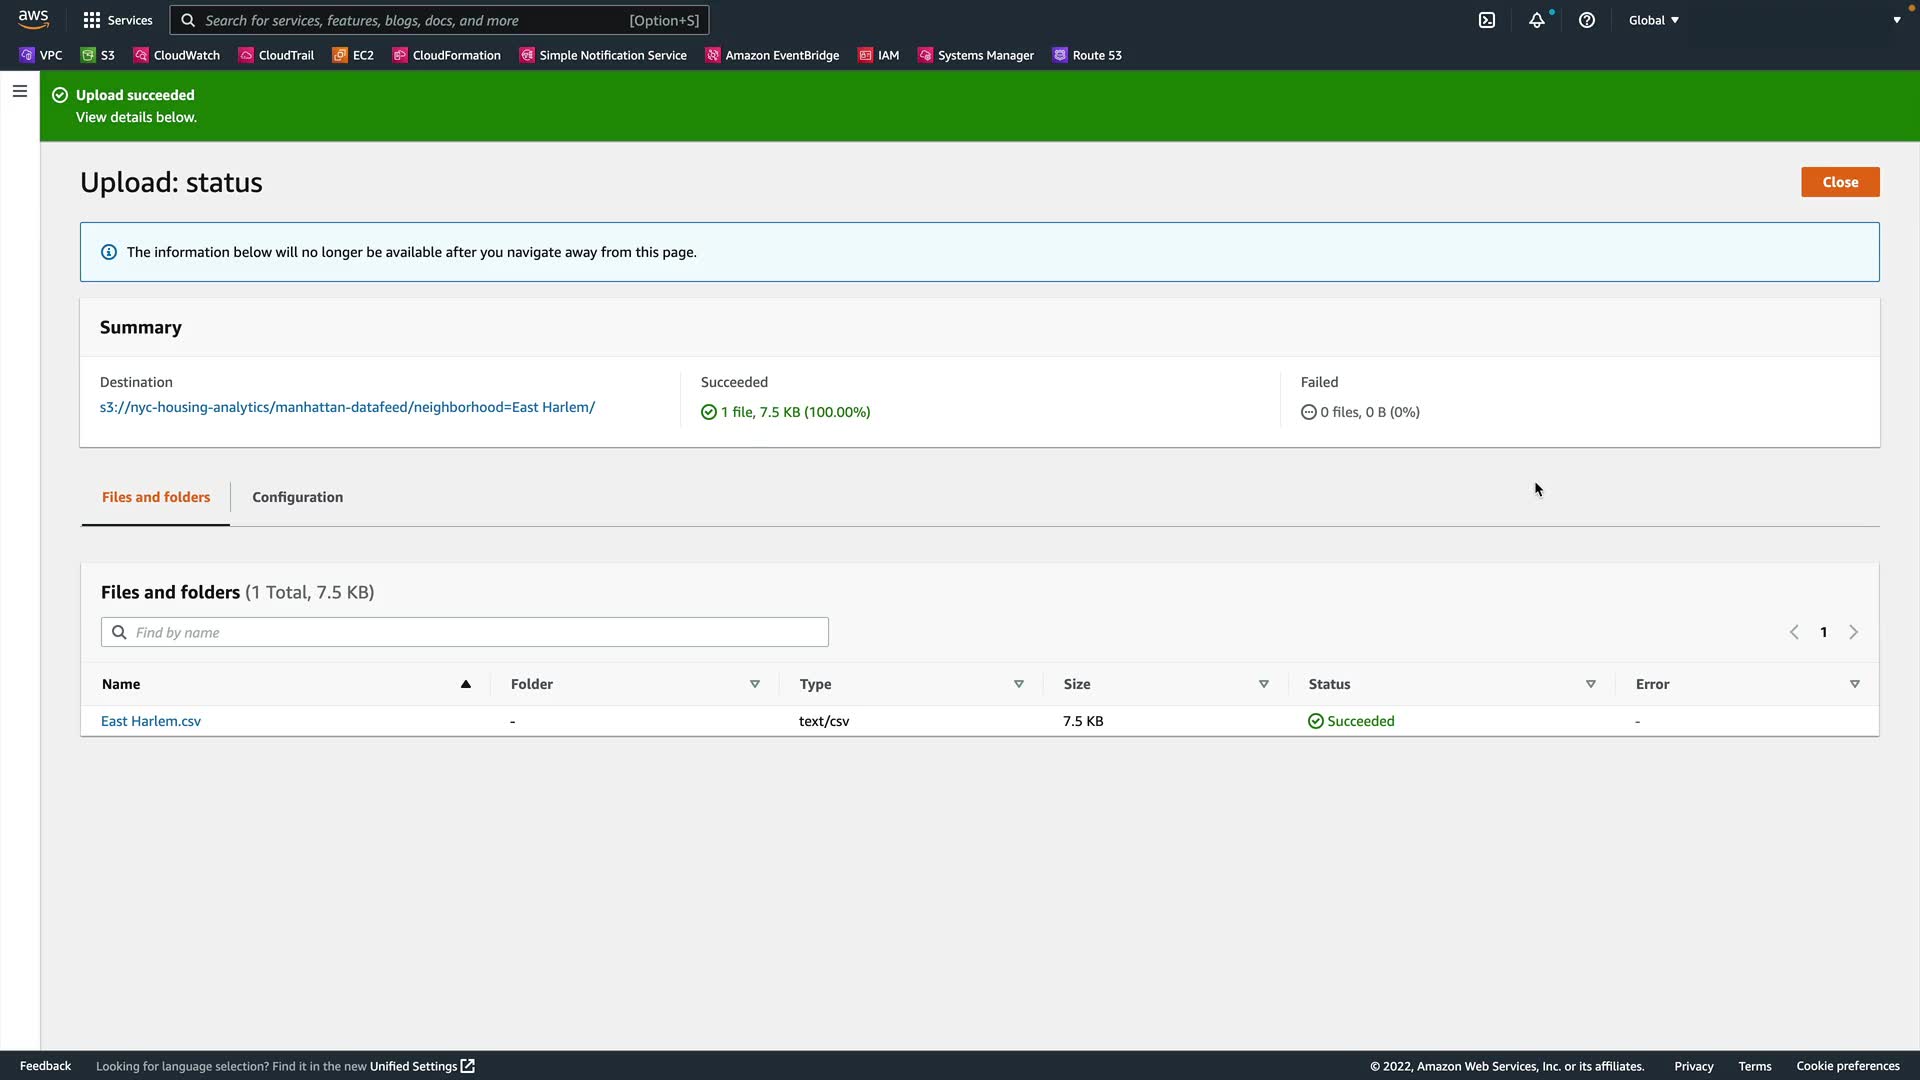 aws Services Search for services, features, blogs, docs, and more [Option+S] Global
VPC S3 CloudWatch CloudTrail EC2 CloudFormation Simple Notification Service Amazon EventBridge IAM Systems Manager Route 53
Upload succeeded
View details below.
Upload: status Close
The information below will no longer be available after you navigate away from this page.
Summary
Destination Succeeded Failed
s3://nyc-housing-analytics/manhattan-datafeed/neighborhood=East Harlem/ 1 file, 7.5 KB (100.00%) 0 files, 0 B (0%)
Files and folders Configuration
Files and folders (1 Total, 7.5 KB)
Find by name 1
Name Folder Type Size Status Error
East Harlem.csv - text/csv 7.5 KB Succeeded -
Feedback Looking for language selection? Find it in the new Unified Settings © 2022, Amazon Web Services, Inc. or its affiliates. Privacy Terms Cookie preferences